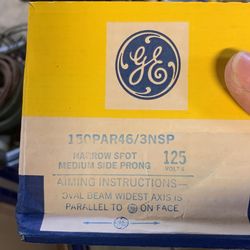 GE
150PAR46/3NSP
NARROW SPOT
MEDIUM SIDE PRONG
125
VOLTS
AIMING INSTRUCTIONS—
OVAL BEAM WIDEST AXIS IS
PARALLEL TO GE ON FACE